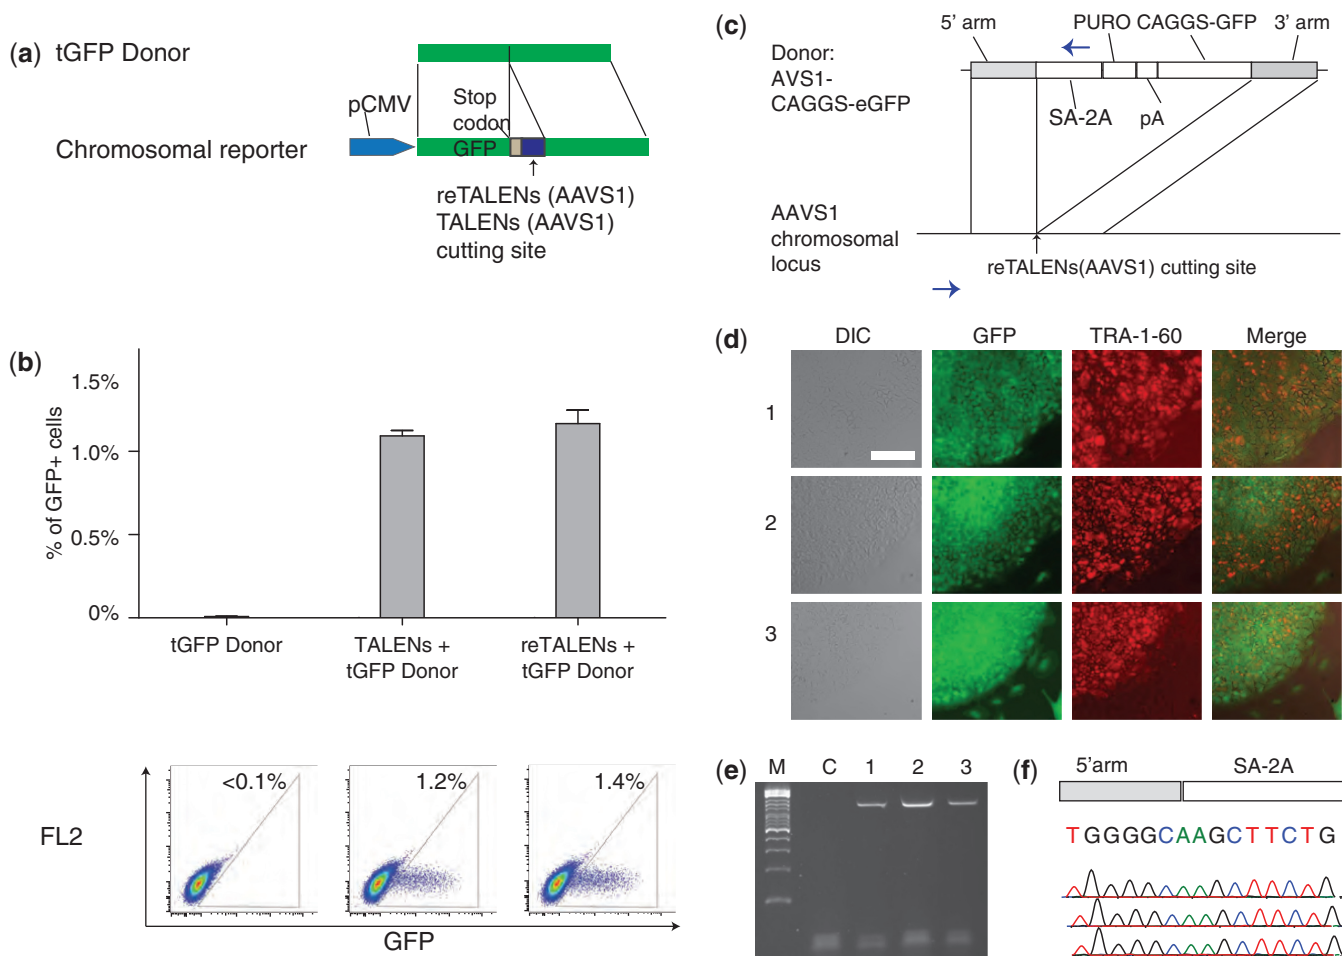 (a) tGFP Donor
pCMV
Stop
codon
GFP
Chromosomal reporter
reTALENs (AAVS1)
TALENs (AAVS1)
cutting site
(b)
% of GFP+ cells
1.5%
1.0%
0.5%
0%
tGFP Donor
TALENs +
tGFP Donor
reTALENs +
tGFP Donor
<0.1%
1.2%
1.4%
FL2
GFP
(c)
5' arm
PURO CAGGS-GFP
3' arm
Donor:
AVS1-
CAGGS-eGFP
SA-2A
pA
AAVS1
chromosomal
locus
reTALENs(AAVS1) cutting site
(d)
DIC GFP TRA-1-60 Merge
1
2
3
(e) M C 1 2 3
(f) 5'arm SA-2A
TGGGGCAAGCTTCTG